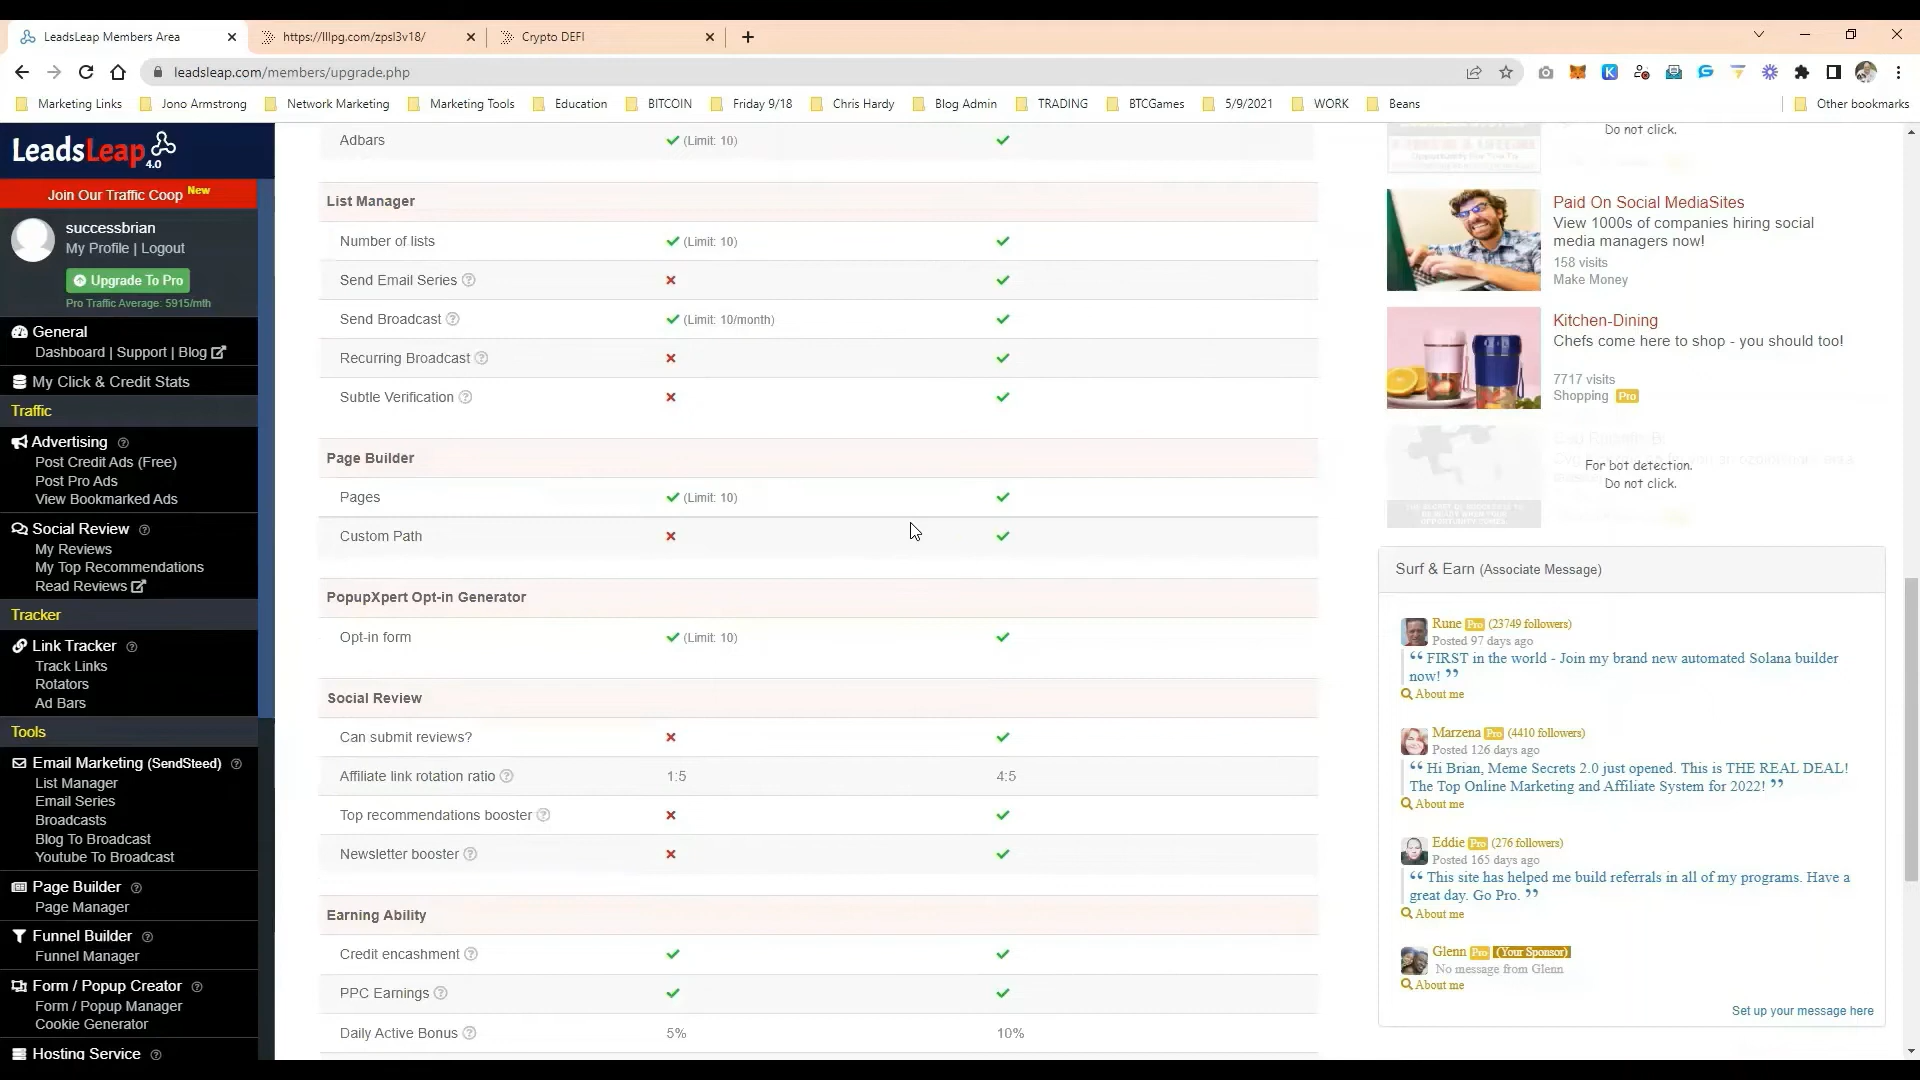 LeadsLeap Members Area
https://lllpg.com/zpsl3v18/
Crypto DEFI
leadsleap.com/members/upgrade.php
Marketing Links
Jono Armstrong
Network Marketing
Marketing Tools
Education
BITCOIN
Friday 9/18
Chris Hardy
Blog Admin
TRADING
BTCGames
5/9/2021
WORK
Beans
Other bookmarks
LeadsLeap 4.0
Join Our Traffic Coop New
successbrian
My Profile | Logout
Upgrade To Pro
Pro Traffic Average: 5915/mth
General
Dashboard | Support | Blog
My Click & Credit Stats
Traffic
Advertising
Post Credit Ads (Free)
Post Pro Ads
View Bookmarked Ads
Social Review
My Reviews
My Top Recommendations
Read Reviews
Tracker
Link Tracker
Track Links
Rotators
Ad Bars
Tools
Email Marketing (SendSteed)
List Manager
Email Series
Broadcasts
Blog To Broadcast
Youtube To Broadcast
Page Builder
Page Manager
Funnel Builder
Funnel Manager
Form / Popup Creator
Form / Popup Manager
Cookie Generator
Hosting Service
Adbars (Limit: 10)
List Manager
Number of lists (Limit: 10)
Send Email Series
Send Broadcast (Limit: 10/month)
Recurring Broadcast
Subtle Verification
Page Builder
Pages (Limit: 10)
Custom Path
PopupXpert Opt-in Generator
Opt-in form (Limit: 10)
Social Review
Can submit reviews?
Affiliate link rotation ratio 1:5 4:5
Top recommendations booster
Newsletter booster
Earning Ability
Credit encashment
PPC Earnings
Daily Active Bonus 5% 10%
Do not click.
Paid On Social MediaSites
View 1000s of companies hiring social
media managers now!
158 visits
Make Money
Kitchen-Dining
Chefs come here to shop - you should too!
7717 visits
Shopping Pro
For bot detection.
Do not click.
Surf & Earn (Associate Message)
Rune Pro (23749 followers)
Posted 97 days ago
“ FIRST in the world - Join my brand new automated Solana builder
now! ”
About me
Marzena Pro (4410 followers)
Posted 126 days ago
“ Hi Brian, Meme Secrets 2.0 just opened. This is THE REAL DEAL!
The Top Online Marketing and Affiliate System for 2022! ”
About me
Eddie Pro (276 followers)
Posted 165 days ago
“ This site has helped me build referrals in all of my programs. Have a
great day. Go Pro. ”
About me
Glenn Pro (Your Sponsor)
No message from Glenn
About me
Set up your message here